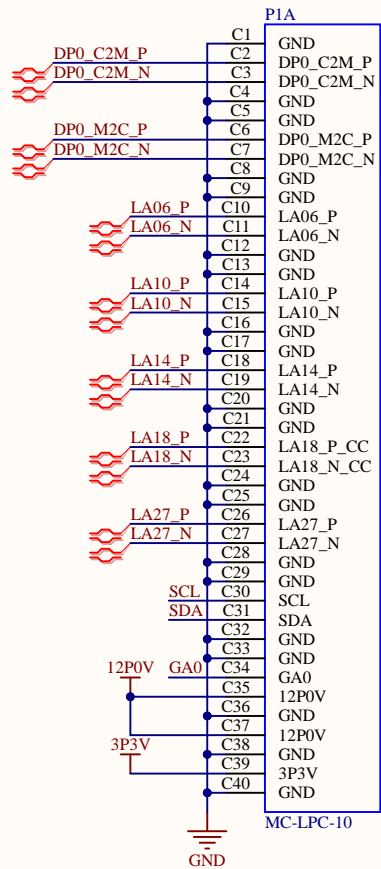 P1A
C1 GND
DP0_C2M_P C2 DP0_C2M_P
DP0_C2M_N C3 DP0_C2M_N
C4 GND
C5 GND
DP0_M2C_P C6 DP0_M2C_P
DP0_M2C_N C7 DP0_M2C_N
C8 GND
C9 GND
LA06_P C10 LA06_P
LA06_N C11 LA06_N
C12 GND
C13 GND
LA10_P C14 LA10_P
LA10_N C15 LA10_N
C16 GND
C17 GND
LA14_P C18 LA14_P
LA14_N C19 LA14_N
C20 GND
C21 GND
LA18_P C22 LA18_P_CC
LA18_N C23 LA18_N_CC
C24 GND
C25 GND
LA27_P C26 LA27_P
LA27_N C27 LA27_N
C28 GND
C29 GND
SCL C30 SCL
SDA C31 SDA
C32 GND
C33 GND
12P0V GA0 C34 GA0
C35 12P0V
C36 GND
C37 12P0V
3P3V C38 GND
C39 3P3V
C40 GND
MC-LPC-10
GND